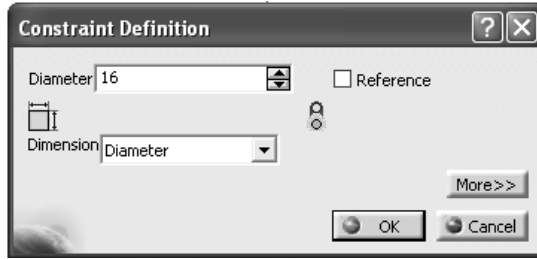 Constraint Definition
Diameter 16 Reference
Dimension Diameter
More>>
OK Cancel